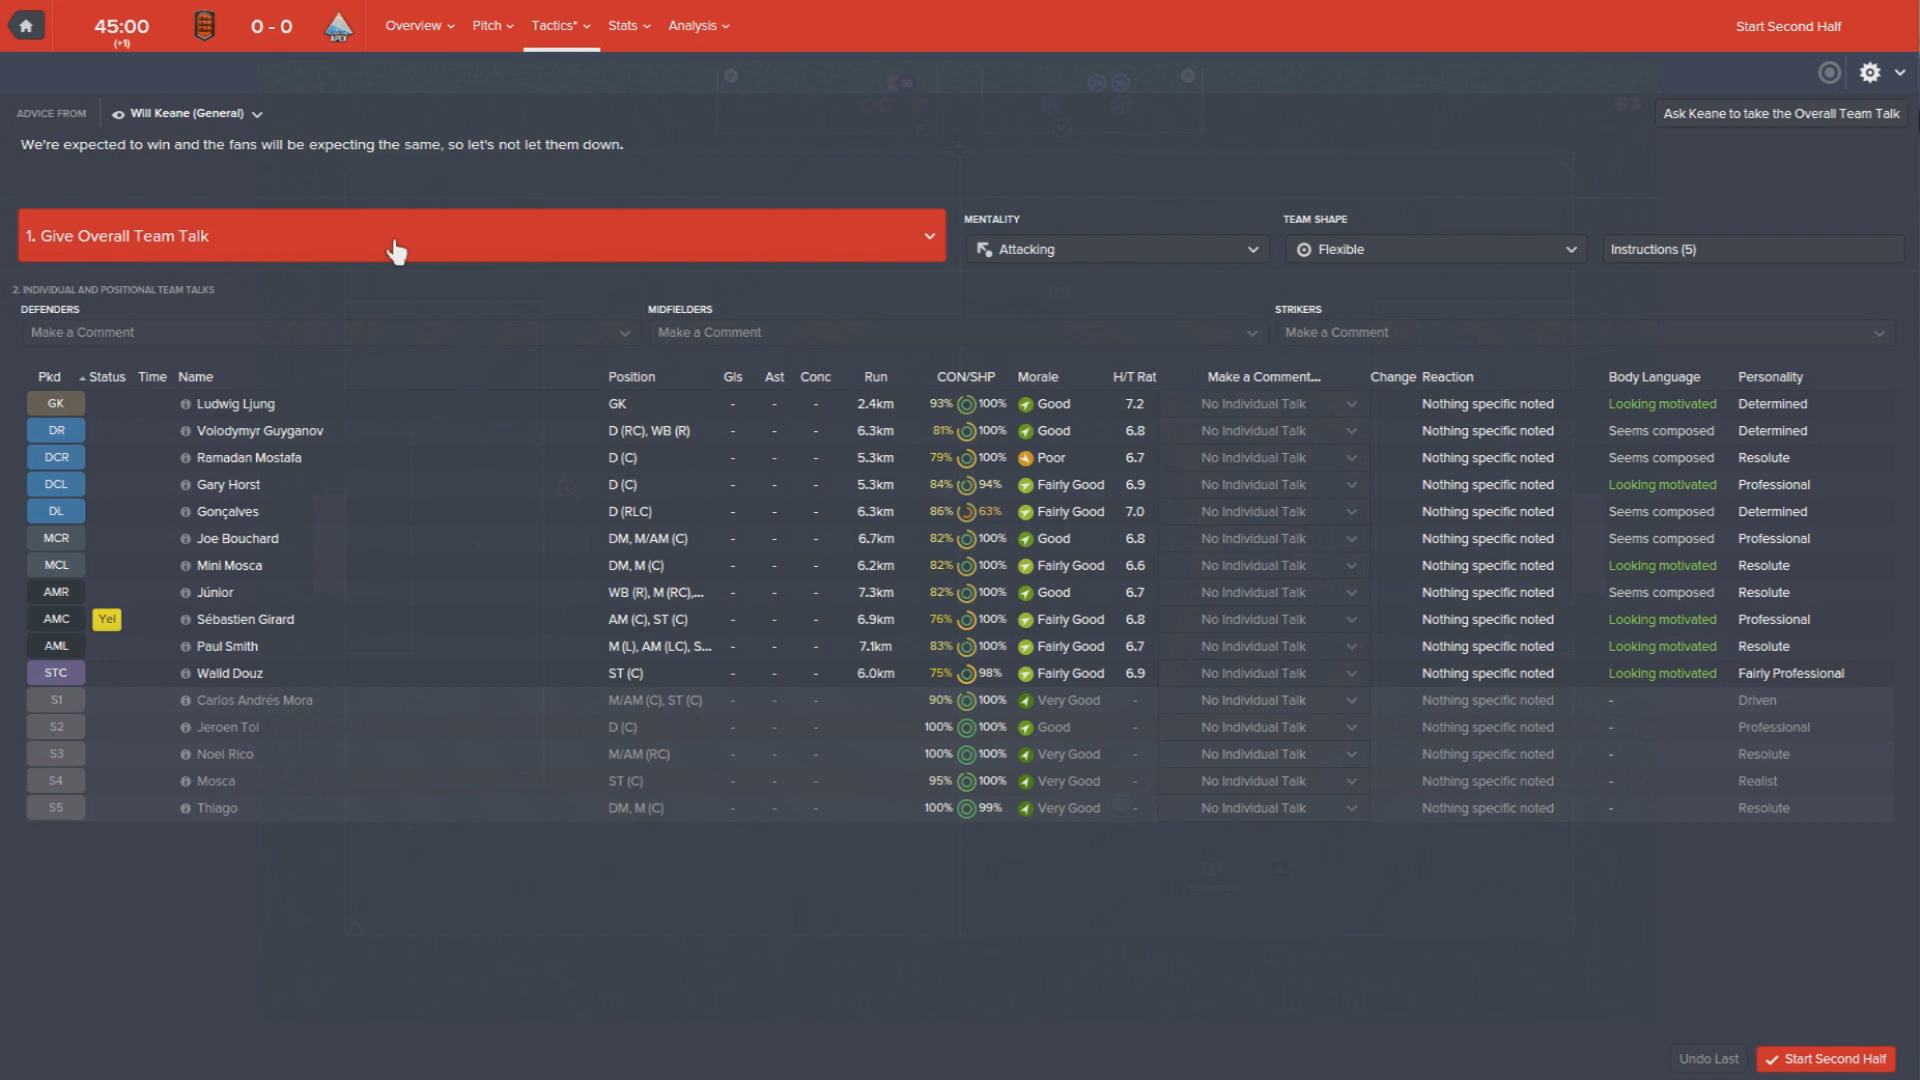 45:00 (+1) 0 - 0 APEX Overview Pitch Tactics* Stats Analysis Start Second Half
ADVICE FROM Will Keane (General) Ask Keane to take the Overall Team Talk
We're expected to win and the fans will be expecting the same, so let's not let them down.
MENTALITY TEAM SHAPE
1. Give Overall Team Talk Attacking Flexible Instructions (5)
2. INDIVIDUAL AND POSITIONAL TEAM TALKS
DEFENDERS MIDFIELDERS STRIKERS
Make a Comment Make a Comment Make a Comment
Pkd Status Time Name Position Gls Ast Conc Run CON/SHP Morale H/T Rat Make a Comment... Change Reaction Body Language Personality
GK Ludwig Ljung GK - - - 2.4km 93% 100% Good 7.2 No Individual Talk Nothing specific noted Looking motivated Determined
DR Volodymyr Guyganov D (RC), WB (R) - - - 6.3km 81% 100% Good 6.8 No Individual Talk Nothing specific noted Seems composed Determined
DCR Ramadan Mostafa D (C) - - - 5.3km 79% 100% Poor 6.7 No Individual Talk Nothing specific noted Seems composed Resolute
DCL Gary Horst D (C) - - - 5.3km 84% 94% Fairly Good 6.9 No Individual Talk Nothing specific noted Looking motivated Professional
DL Gonçalves D (RLC) - - - 6.3km 86% 63% Fairly Good 7.0 No Individual Talk Nothing specific noted Seems composed Determined
MCR Joe Bouchard DM, M/AM (C) - - - 6.7km 82% 100% Good 6.8 No Individual Talk Nothing specific noted Seems composed Professional
MCL Mini Mosca DM, M (C) - - - 6.2km 82% 100% Fairly Good 6.6 No Individual Talk Nothing specific noted Looking motivated Resolute
AMR Júnior WB (R), M (RC),... - - - 7.3km 82% 100% Good 6.7 No Individual Talk Nothing specific noted Seems composed Resolute
AMC Yel Sébastien Girard AM (C), ST (C) - - - 6.9km 76% 100% Fairly Good 6.8 No Individual Talk Nothing specific noted Looking motivated Professional
AML Paul Smith M (L), AM (LC), S... - - - 7.1km 83% 100% Fairly Good 6.7 No Individual Talk Nothing specific noted Looking motivated Resolute
STC Walid Douz ST (C) - - - 6.0km 75% 98% Fairly Good 6.9 No Individual Talk Nothing specific noted Looking motivated Fairly Professional
S1 Carlos Andrés Mora M/AM (C), ST (C) - - - 90% 100% Very Good - No Individual Talk Nothing specific noted - Driven
S2 Jeroen Tol D (C) - - - 100% 100% Good - No Individual Talk Nothing specific noted - Professional
S3 Noel Rico M/AM (RC) - - - 100% 100% Very Good - No Individual Talk Nothing specific noted - Resolute
S4 Mosca ST (C) - - - 95% 100% Very Good - No Individual Talk Nothing specific noted - Realist
S5 Thiago DM, M (C) - - - 100% 99% Very Good - No Individual Talk Nothing specific noted - Resolute
Undo Last Start Second Half